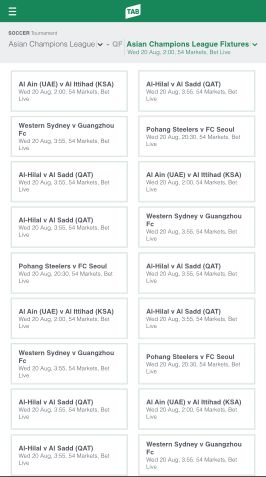 TAB
SOCCER Tournament
Asian Champions League - QF Asian Champions League Fixtures
Wed 20 Aug, 2:00, 54 Markets, Bet Live
Al Ain (UAE) v Al Ittihad (KSA)
Wed 20 Aug, 2:00, 54 Markets, Bet
Live
Al-Hilal v Al Sadd (QAT)
Wed 20 Aug, 3:55, 54 Markets, Bet
Live
Western Sydney v Guangzhou
Fc
Wed 20 Aug, 3:55, 54 Markets, Bet
Live
Pohang Steelers v FC Seoul
Wed 20 Aug, 20:30, 54 Markets, Bet
Live
Al-Hilal v Al Sadd (QAT)
Wed 20 Aug, 3:55, 54 Markets, Bet
Live
Al Ain (UAE) v Al Ittihad (KSA)
Wed 20 Aug, 2:00, 54 Markets, Bet
Live
Al-Hilal v Al Sadd (QAT)
Wed 20 Aug, 3:55, 54 Markets, Bet
Live
Western Sydney v Guangzhou
Fc
Wed 20 Aug, 3:55, 54 Markets, Bet
Live
Pohang Steelers v FC Seoul
Wed 20 Aug, 20:30, 54 Markets, Bet
Live
Al-Hilal v Al Sadd (QAT)
Wed 20 Aug, 3:55, 54 Markets, Bet
Live
Al Ain (UAE) v Al Ittihad (KSA)
Wed 20 Aug, 2:00, 54 Markets, Bet
Live
Al-Hilal v Al Sadd (QAT)
Wed 20 Aug, 3:55, 54 Markets, Bet
Live
Western Sydney v Guangzhou
Fc
Wed 20 Aug, 3:55, 54 Markets, Bet
Live
Pohang Steelers v FC Seoul
Wed 20 Aug, 20:30, 54 Markets, Bet
Live
Al-Hilal v Al Sadd (QAT)
Wed 20 Aug, 3:55, 54 Markets, Bet
Live
Al Ain (UAE) v Al Ittihad (KSA)
Wed 20 Aug, 2:00, 54 Markets, Bet
Live
Al-Hilal v Al Sadd (QAT)
Wed 20 Aug, 3:55, 54 Markets, Bet
Live
Western Sydney v Guangzhou
Fc
Wed 20 Aug, 3:55, 54 Markets, Bet
Live